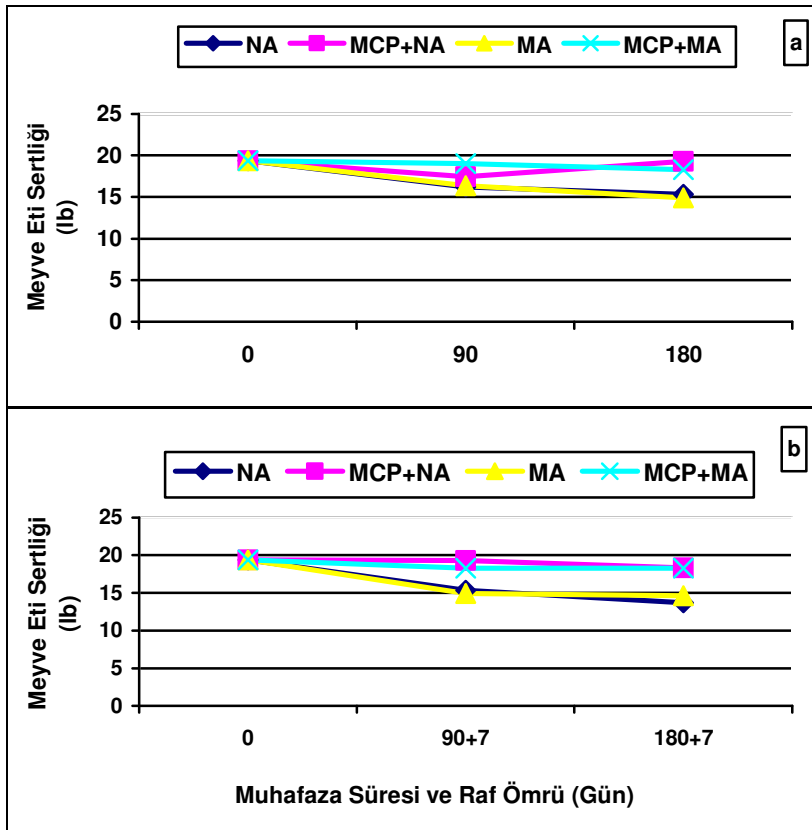 NA MCP+NA MA MCP+MA
a
Meyve Eti Sertliği
(lb)
25
20
15
10
5
0
0 90 180
b
NA MCP+NA MA MCP+MA
Meyve Eti Sertliği
(lb)
25
20
15
10
5
0
0 90+7 180+7
Muhafaza Süresi ve Raf Ömrü (Gün)